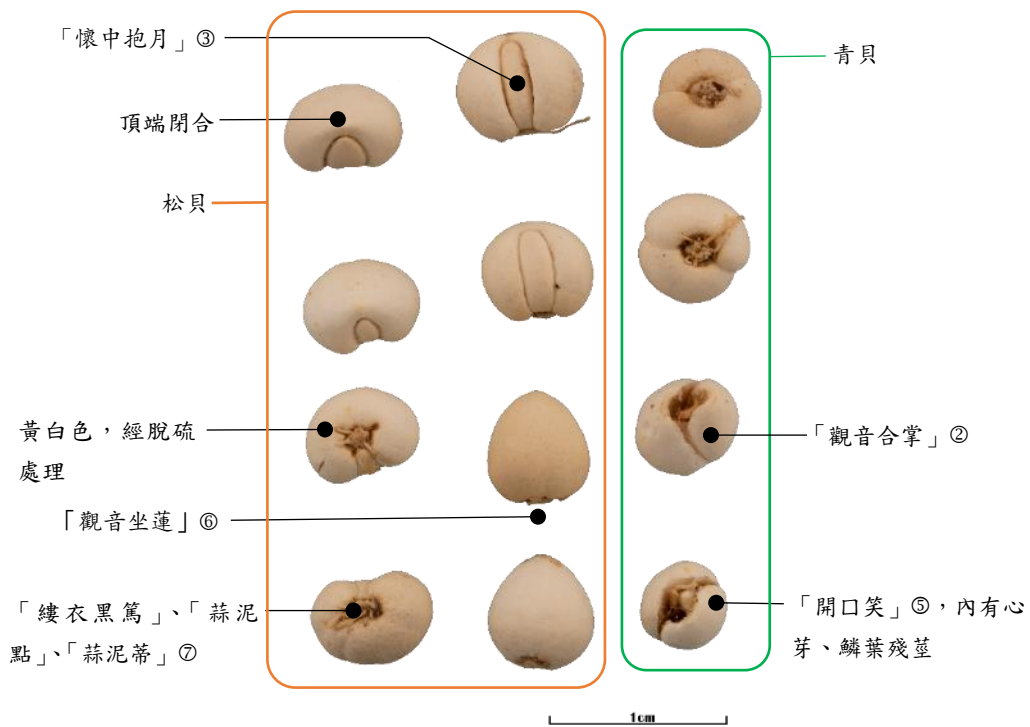 「懷中抱月」③
青貝
頂端閉合
松貝
黃白色，經脫硫
處理
「觀音合掌」②
「觀音坐蓮」⑥
「縷衣黑篤」、「蒜泥
點」、「蒜泥蒂」⑦
「開口笑」⑤，內有心
芽、鱗葉殘莖
1cm